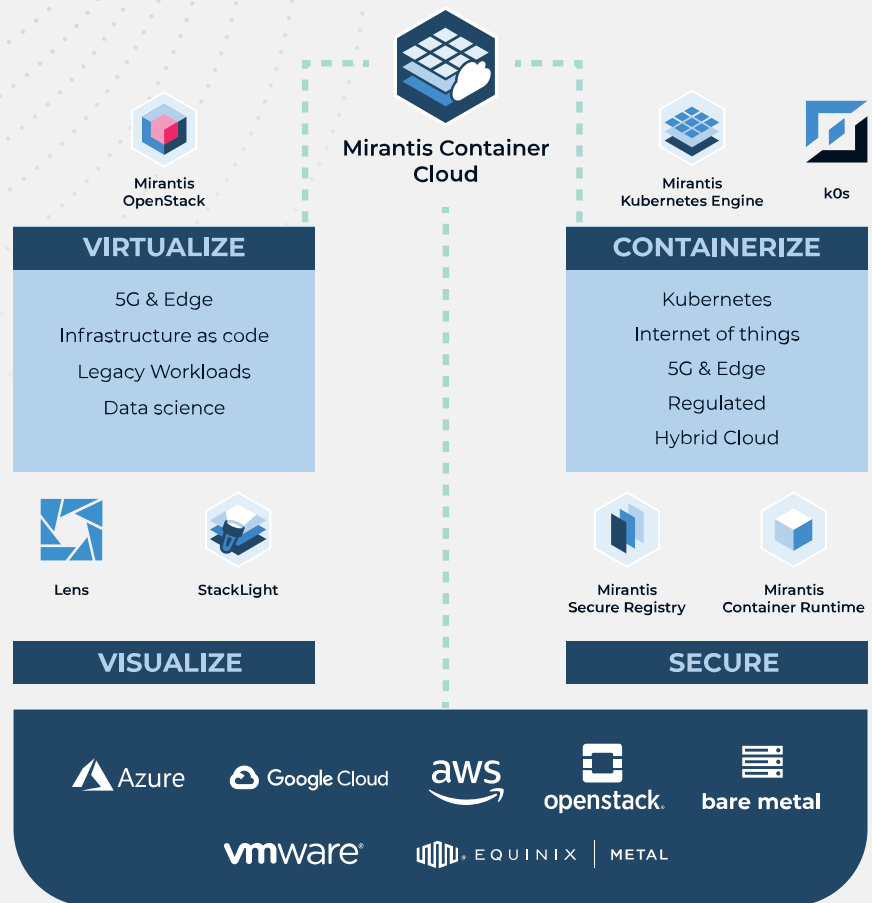 Mirantis Container
Cloud
Mirantis
OpenStack
Mirantis
Kubernetes Engine
k0s
VIRTUALIZE
5G & Edge
Infrastructure as code
Legacy Workloads
Data science
CONTAINERIZE
Kubernetes
Internet of things
5G & Edge
Regulated
Hybrid Cloud
Lens
StackLight
Mirantis
Secure Registry
Mirantis
Container Runtime
VISUALIZE
SECURE
Azure
Google Cloud
aws
openstack.
bare metal
vmware®
EQUINIX | METAL